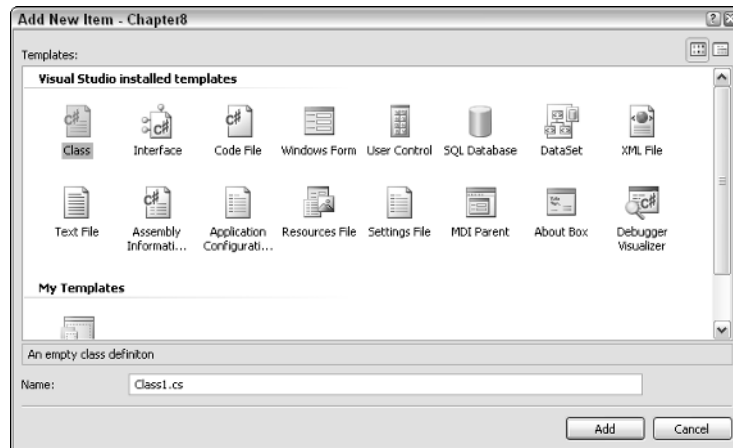 Add New Item - Chapter8
Templates:
Visual Studio installed templates
Class
Interface
Code File
Windows Form
User Control
SQL Database
DataSet
XML File
Text File
Assembly
Informati...
Application
Configurati...
Resources File
Settings File
MDI Parent
About Box
Debugger
Visualizer
My Templates
An empty class definiton
Name:
Class1.cs
Add
Cancel